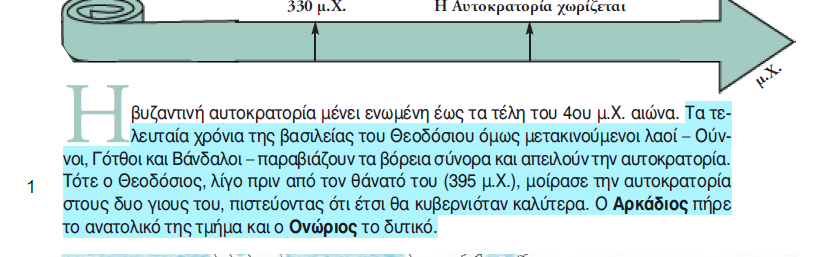 330 μ.Χ. Η Αυτοκρατορία χωρίζεται
μ.Χ.
Η βυζαντινή αυτοκρατορία μένει ενωμένη έως τα τέλη του 4ου μ.Χ. αιώνα. Τα τε-
λευταία χρόνια της βασιλείας του Θεοδόσιου όμως μετακινούμενοι λαοί – Ούν-
νοι, Γότθοι και Βάνδαλοι – παραβιάζουν τα βόρεια σύνορα και απειλούν την αυτοκρατορία.
1 Τότε ο Θεοδόσιος, λίγο πριν από τον θάνατό του (395 μ.Χ.), μοίρασε την αυτοκρατορία
στους δυο γιους του, πιστεύοντας ότι έτσι θα κυβερνιόταν καλύτερα. Ο Αρκάδιος πήρε
το ανατολικό της τμήμα και ο Ονώριος το δυτικό.